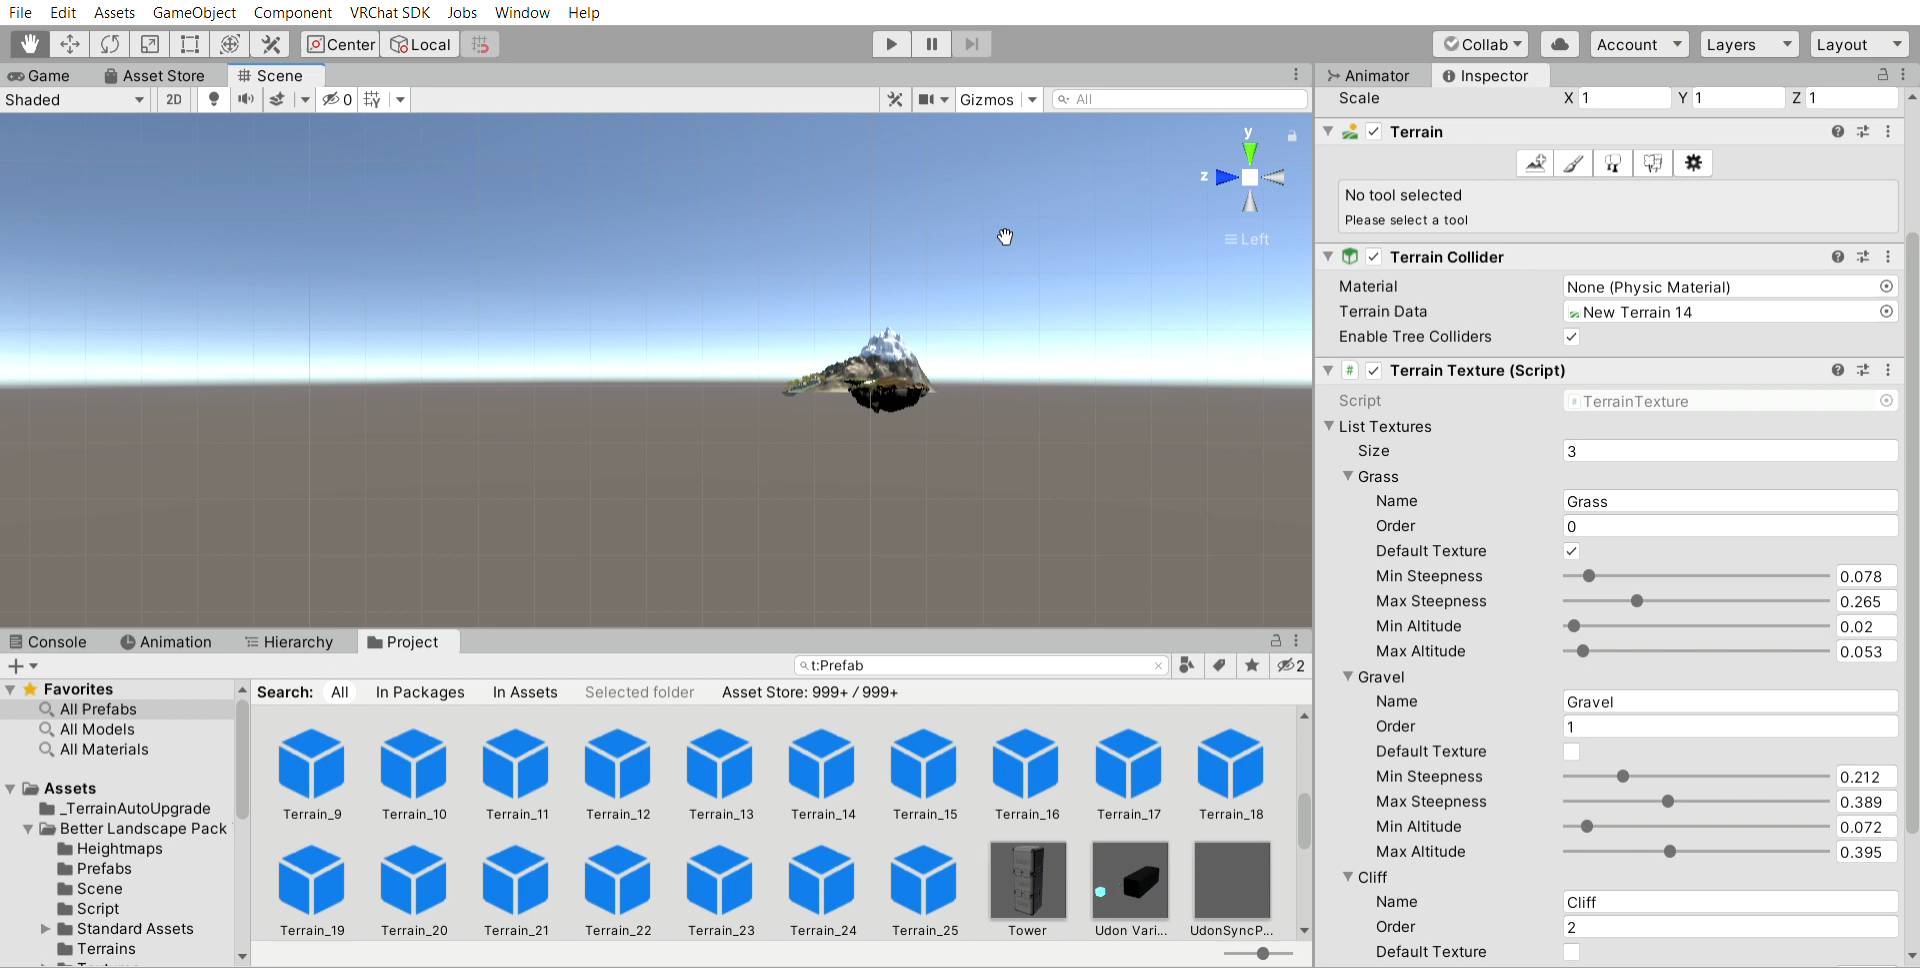 File Edit Assets GameObject Component VRChat SDK Jobs Window Help
Center Local Collab Account Layers Layout
Game Asset Store Scene
Shaded 2D 0 Gizmos All
y
z
Left
Animator Inspector
Scale X 1 Y 1 Z 1
Terrain
No tool selected
Please select a tool
Terrain Collider
Material None (Physic Material)
Terrain Data New Terrain 14
Enable Tree Colliders
Terrain Texture (Script)
Script TerrainTexture
List Textures
Size 3
Grass
Name Grass
Order 0
Default Texture
Min Steepness 0.078
Max Steepness 0.265
Min Altitude 0.02
Max Altitude 0.053
Gravel
Name Gravel
Order 1
Default Texture
Min Steepness 0.212
Max Steepness 0.389
Min Altitude 0.072
Max Altitude 0.395
Cliff
Name Cliff
Order 2
Default Texture
Console Animation Hierarchy Project
t:Prefab 2
Favorites
All Prefabs
All Models
All Materials
Assets
_TerrainAutoUpgrade
Better Landscape Pack
Heightmaps
Prefabs
Scene
Script
Standard Assets
Terrains
Search: All In Packages In Assets Selected folder Asset Store: 999+ / 999+
Terrain_9 Terrain_10 Terrain_11 Terrain_12 Terrain_13 Terrain_14 Terrain_15 Terrain_16 Terrain_17 Terrain_18
Terrain_19 Terrain_20 Terrain_21 Terrain_22 Terrain_23 Terrain_24 Terrain_25 Tower Udon Vari... UdonSyncP...